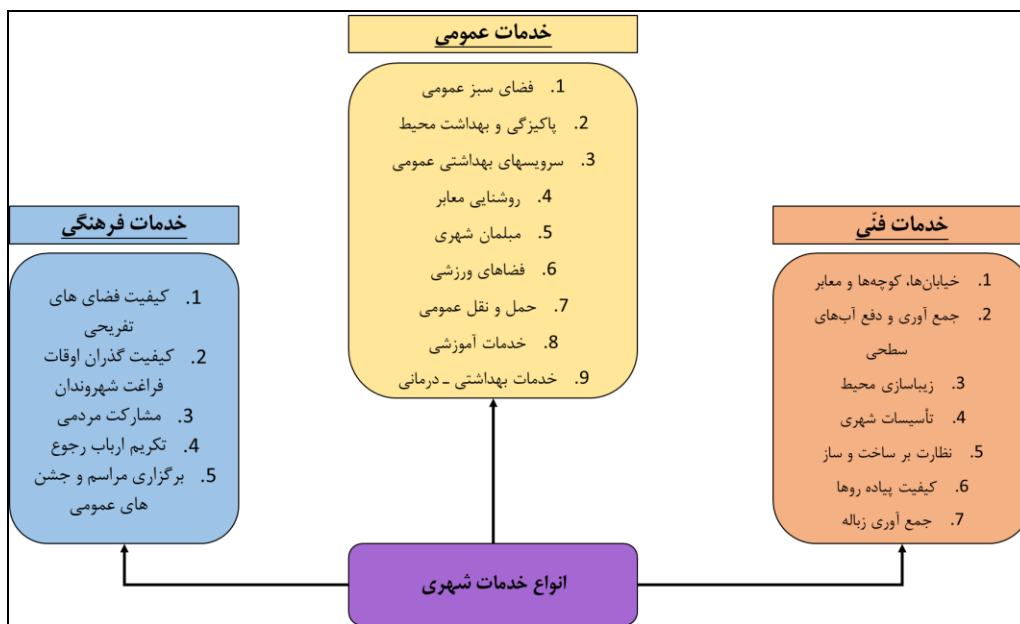 خدمات عمومی
1. فضای سبز عمومی
2. پاکیزگی و بهداشت محیط
3. سرویسهای بهداشتی عمومی
4. روشنایی معابر
5. مبلمان شهری
6. فضاهای ورزشی
7. حمل و نقل عمومی
8. خدمات آموزشی
9. خدمات بهداشتی ـ درمانی
خدمات فنّی
1. خیابان‌ها، کوچه‌ها و معابر
2. جمع آوری و دفع آب‌های
سطحی
3. زیباسازی محیط
4. تأسیسات شهری
5. نظارت بر ساخت و ساز
6. کیفیت پیاده روها
7. جمع آوری زباله
خدمات فرهنگی
1. کیفیت فضای های
تفریحی
2. کیفیت گذران اوقات
فراغت شهروندان
3. مشارکت مردمی
4. تکریم ارباب رجوع
5. برگزاری مراسم و جشن
های عمومی
انواع خدمات شهری